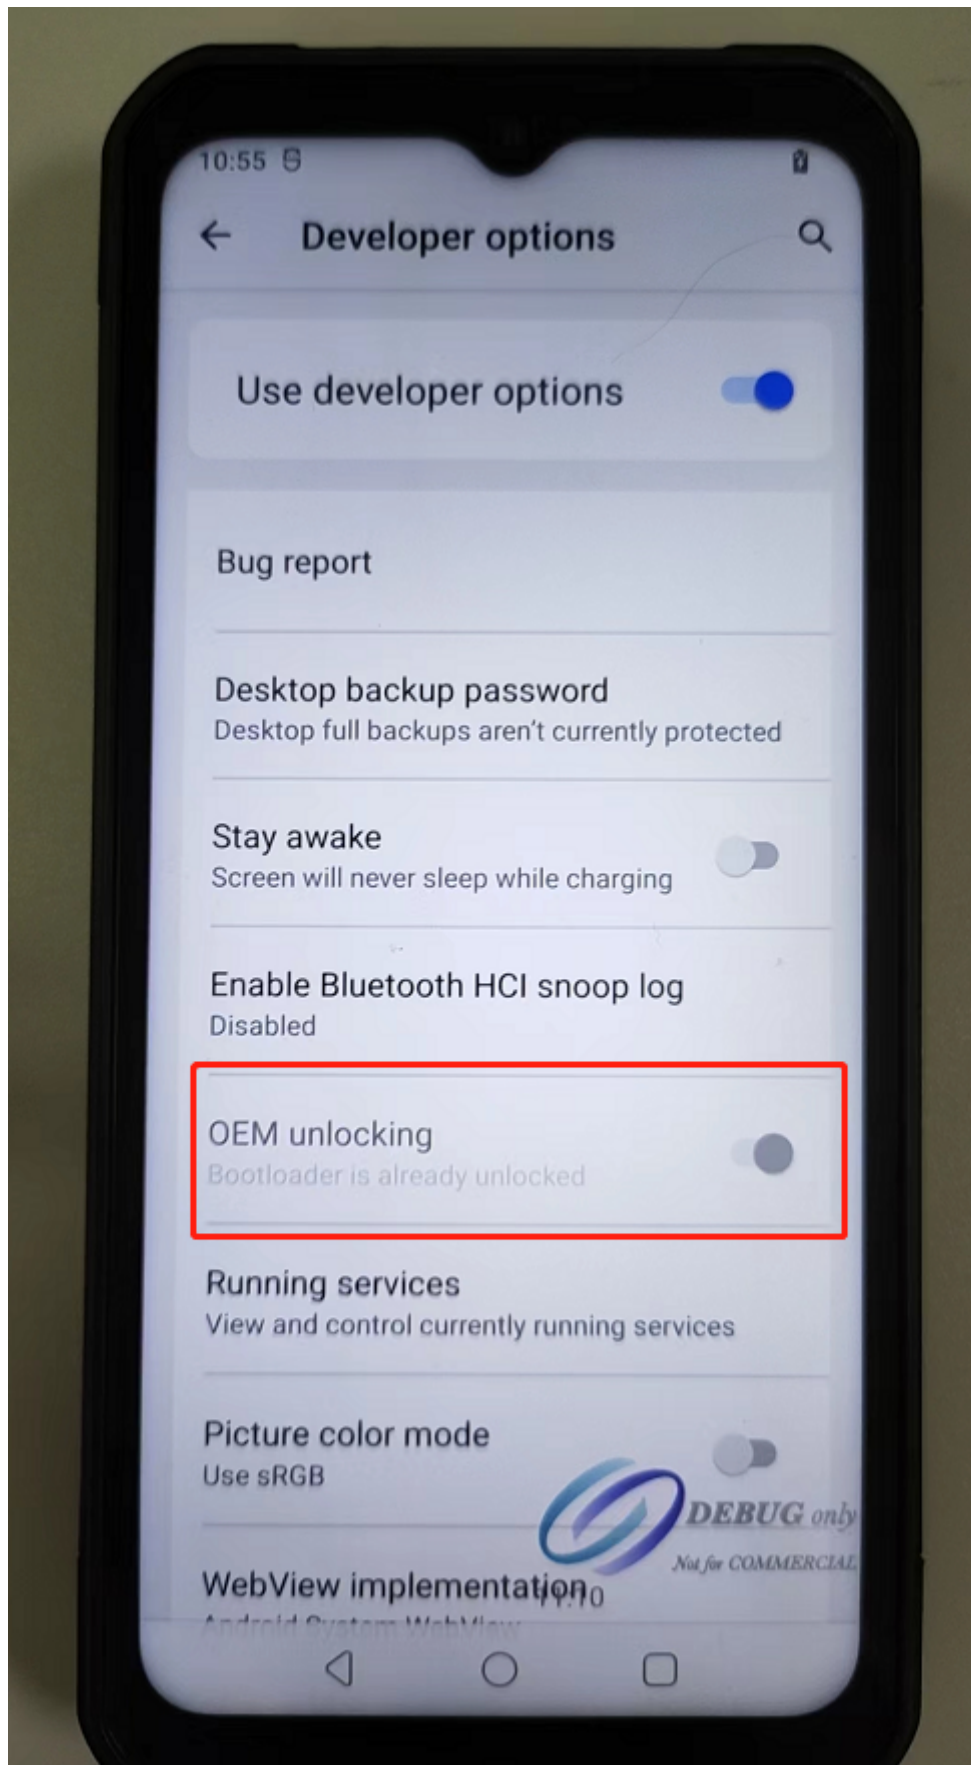 10:55
Developer options
Use developer options
Bug report
Desktop backup password
Desktop full backups aren't currently protected
Stay awake
Screen will never sleep while charging
Enable Bluetooth HCI snoop log
Disabled
OEM unlocking
Bootloader is already unlocked
Running services
View and control currently running services
Picture color mode
Use sRGB
DEBUG only
Not for COMMERCIAL
WebView implementation
Android System WebView